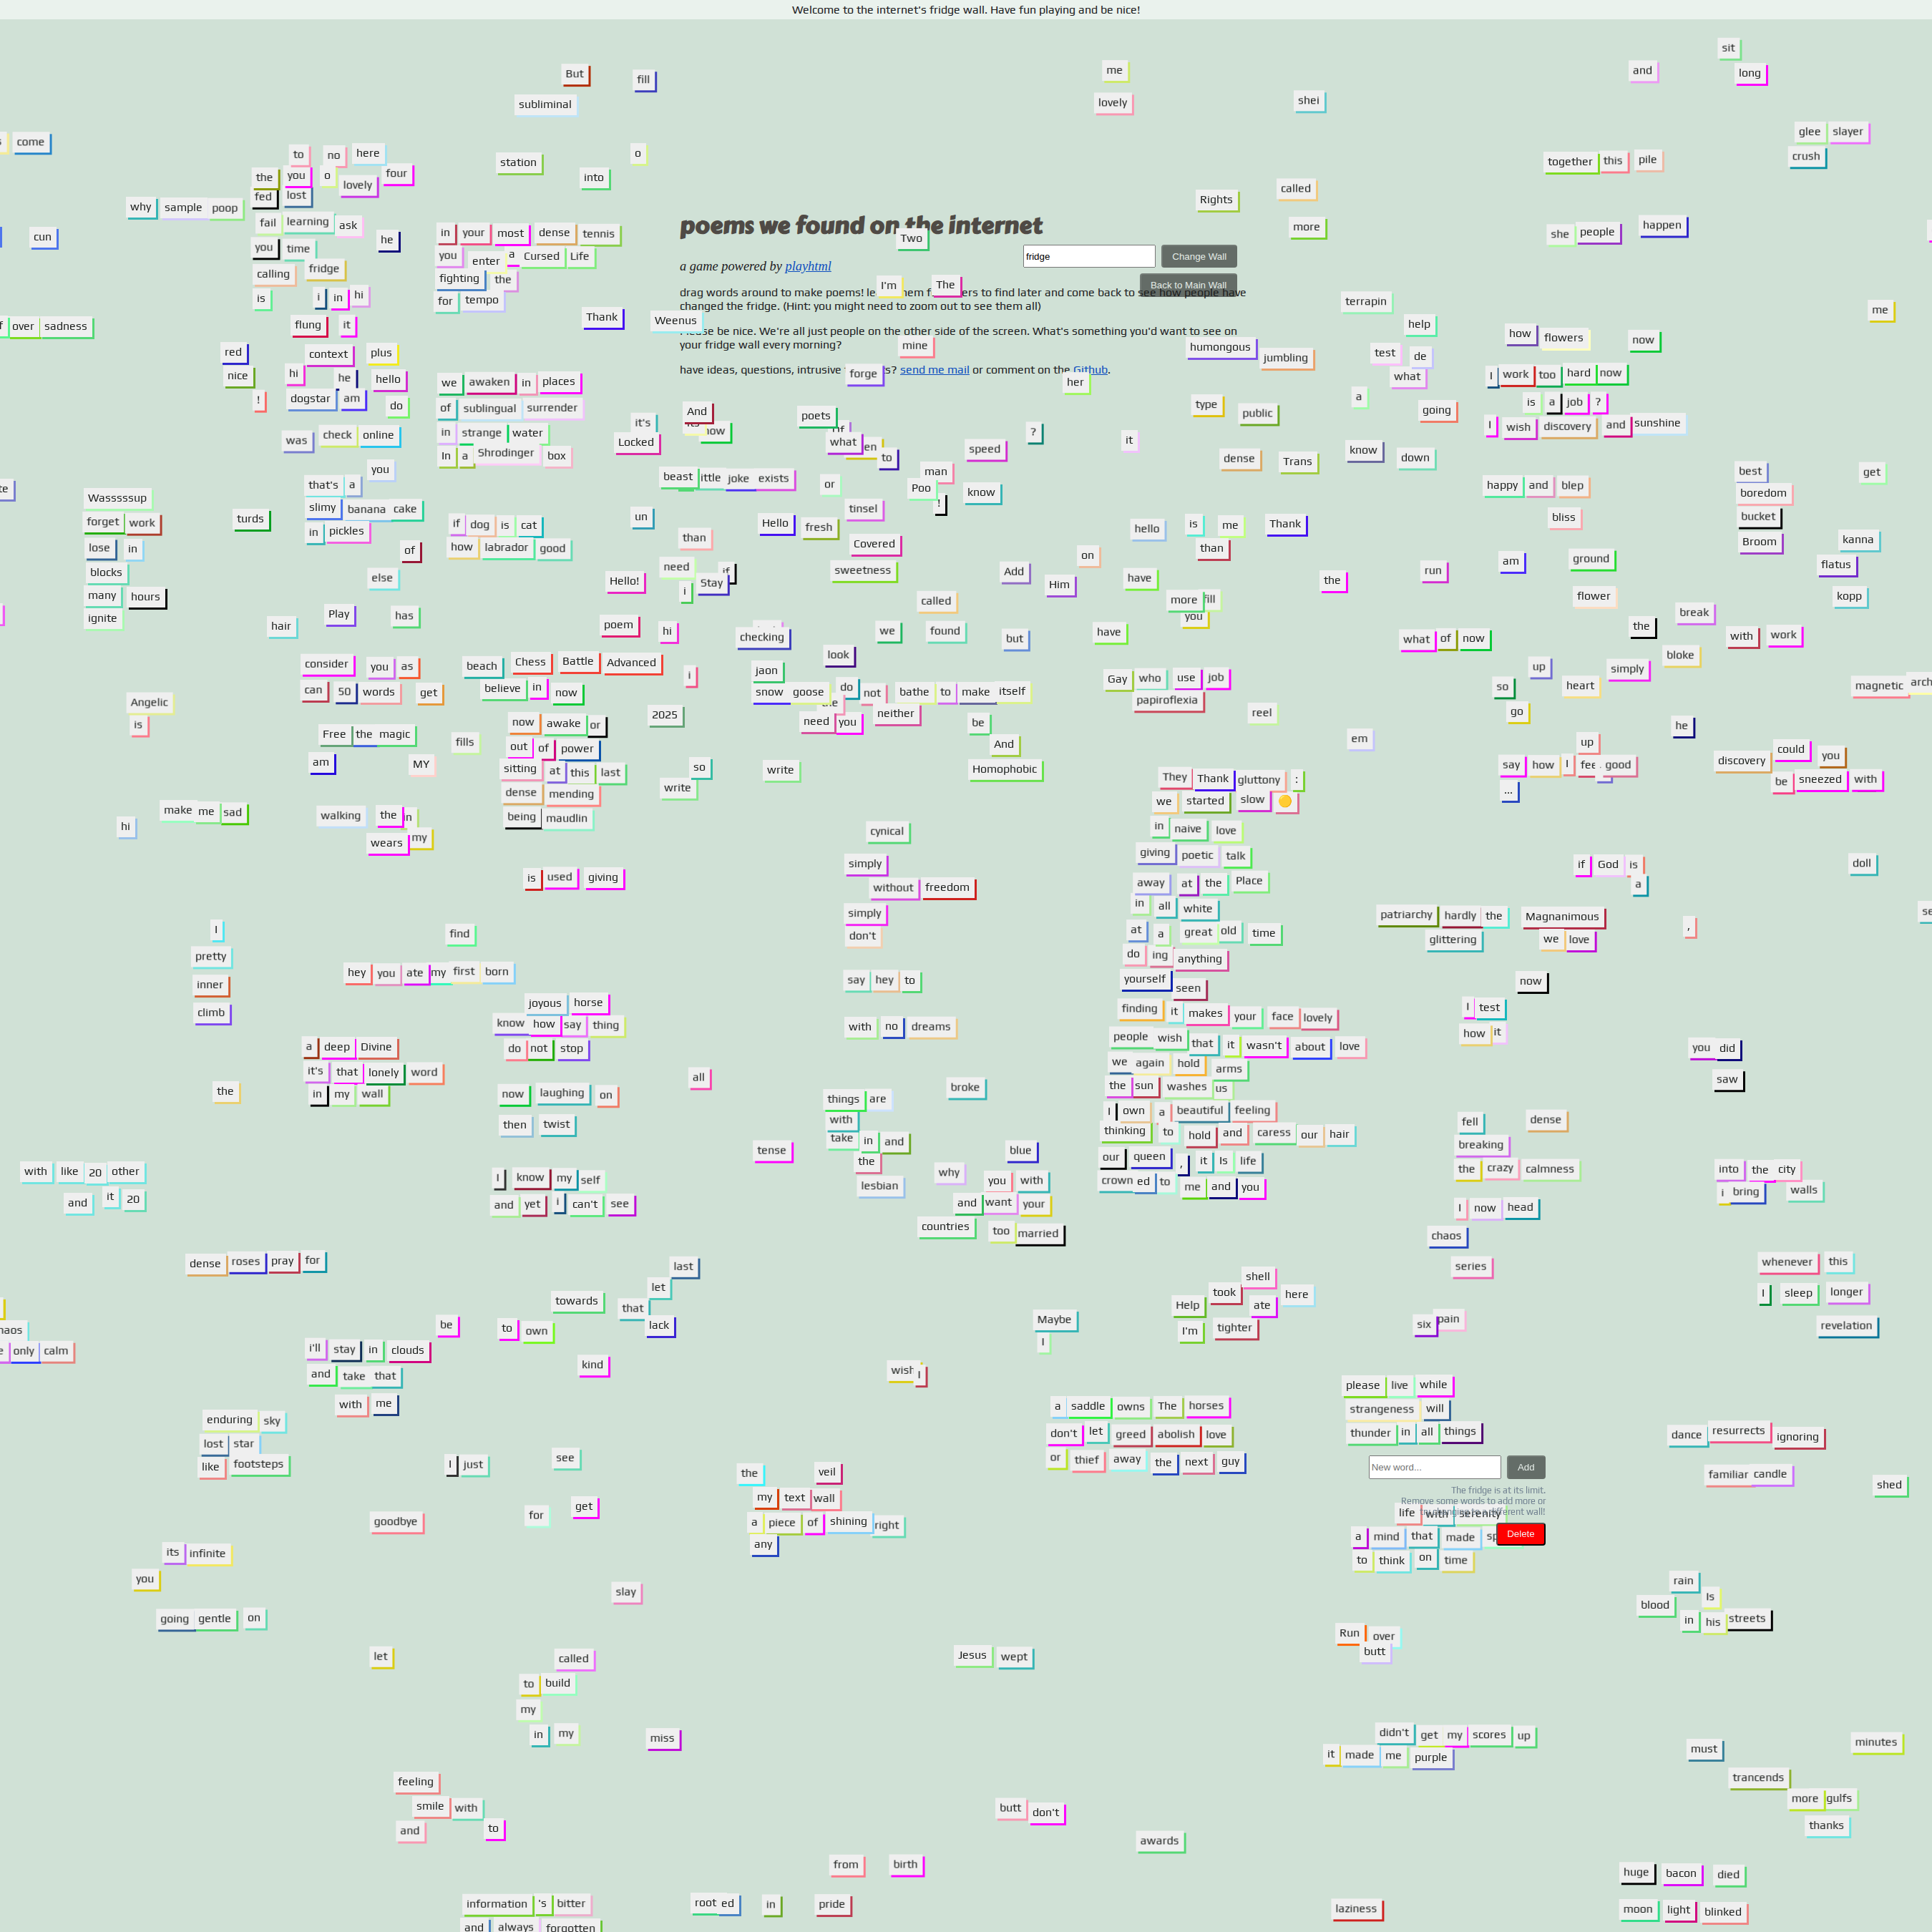 Welcome to the internet's fridge wall. Have fun playing and be nice!
poems we found on the internet
a game powered by playhtml
fridge
Change Wall
Back to Main Wall
drag words around to make poems!
changed the fridge. (Hint: you might need to zoom out to see them all)
be nice. We're all just people on the other side of the screen. What's something you'd want to see on
your fridge wall every morning?
have ideas, questions, intrusive send me mail or comment on the Github.
But fill
subliminal
me
lovely
shei
and
sit
long
come
to no here
the you o lovely four
fed lost
station
o
into
together this pile
glee slayer
crush
why sample poop
fail learning ask
you time he
calling fridge
is i in hi
flung it
cun
in your most dense tennis
you enter a Cursed Life
fighting the
for tempo
Two
I'm The
Rights
called
more
she people happen
over sadness
Thank
Weenus
mine
forge
her
humongous jumbling
terrapin
help
test de
what
a
going
how flowers now
me
red context plus
nice hi he hello
! dogstar am do
was check online
we awaken in places
of sublingual surrender
in strange water
In a Shrodinger box
it's
Locked
And
now
poets
what
to
speed
?
it
type public
dense Trans
know down
I work too hard now
is a job ?
I wish discovery and sunshine
you
that's a
slimy banana cake
in pickles
of
else
beast joke exists
or
man
Poo
!
know
happy and blep
bliss
best
boredom
bucket
Broom
get
Wasssssup
forget work
lose in
blocks
many hours
ignite
turds
if dog is cat
how labrador good
un
than
Hello fresh
tinsel
Covered
sweetness
hello is me Thank
than
on
kanna
flatus
kopp
Hello!
need
i Stay
Add
Him
have
more
you
the
run
am
ground
flower
break
hair Play has
poem
hi
checking
called
we found
but
have
what of now
the
with work
bloke
consider you as
can 50 words get
beach Chess Battle Advanced
believe in now
i
look
jaon
snow goose do not bathe to make itself
need you neither
be
And
Homophobic
Gay who use job
papiroflexia
reel
em
up
simply
so heart
go
he
magnetic
Angelic
is
Free the magic
am MY
fills
now awake or
out of power
sitting at this last
dense mending
being maudlin
2025
so
write
write
They Thank gluttony :
we started slow
in naive love
giving poetic talk
away at the Place
in all white
at a great old time
do ing anything
yourself seen
finding it makes your face lovely
people wish that it wasn't about love
we again hold arms
the sun washes us
I own a beautiful feeling
thinking to hold and caress our hair
our queen , it Is life
crown ed to me and you
up
say how I good
...
discovery could you
be sneezed with
hi
make me sad
walking the
wears my
is used giving
cynical
simply
without freedom
simply
don't
say hey to
with no dreams
if God is
a
doll
patriarchy hardly the
glittering
Magnanimous
we love
,
I
pretty
inner
climb
find
hey you ate my first born
joyous horse
know how say thing
do not stop
now
I test
how it
a deep Divine
it's that lonely word
in my wall
the
now laughing on
then twist
all
broke
you did
saw
things are
with
take in and
the
lesbian
tense
blue
why
you with
and want your
countries too married
fell
breaking
the crazy calmness
dense
with like 20 other
and it 20
I know my self
and yet i can't see
into the city
i bring walls
I now head
chaos
series
dense roses pray for
last
let
that
lack
towards
be
to own
kind
shell
took
Help ate here
I'm tighter
Maybe
I
six pain
whenever this
I sleep longer
revelation
only calm
i'll stay in clouds
and take that
with me
wish I
a saddle owns The horses
don't let greed abolish love
or thief away the next guy
please live while
strangeness will
thunder in all things
New word...
Add
The fridge is at its limit.
Remove some words to add more or
life with serenity
Delete
a mind that made
to think on time
enduring sky
lost star
like footsteps
I just
see
for get
goodbye
the veil
my text wall
a piece of shining right
any
dance resurrects ignoring
familiar candle
shed
its infinite
you
going gentle on
slay
rain
Is
blood
in his streets
Run over
butt
let
called
to build
my
in my
miss
Jesus wept
didn't get my scores up
it made me purple
must
minutes
trancends
more gulfs
thanks
feeling
smile with
and to
butt don't
awards
from birth
huge bacon died
moon light blinked
information 's bitter
and always forgotten
root ed in pride
laziness